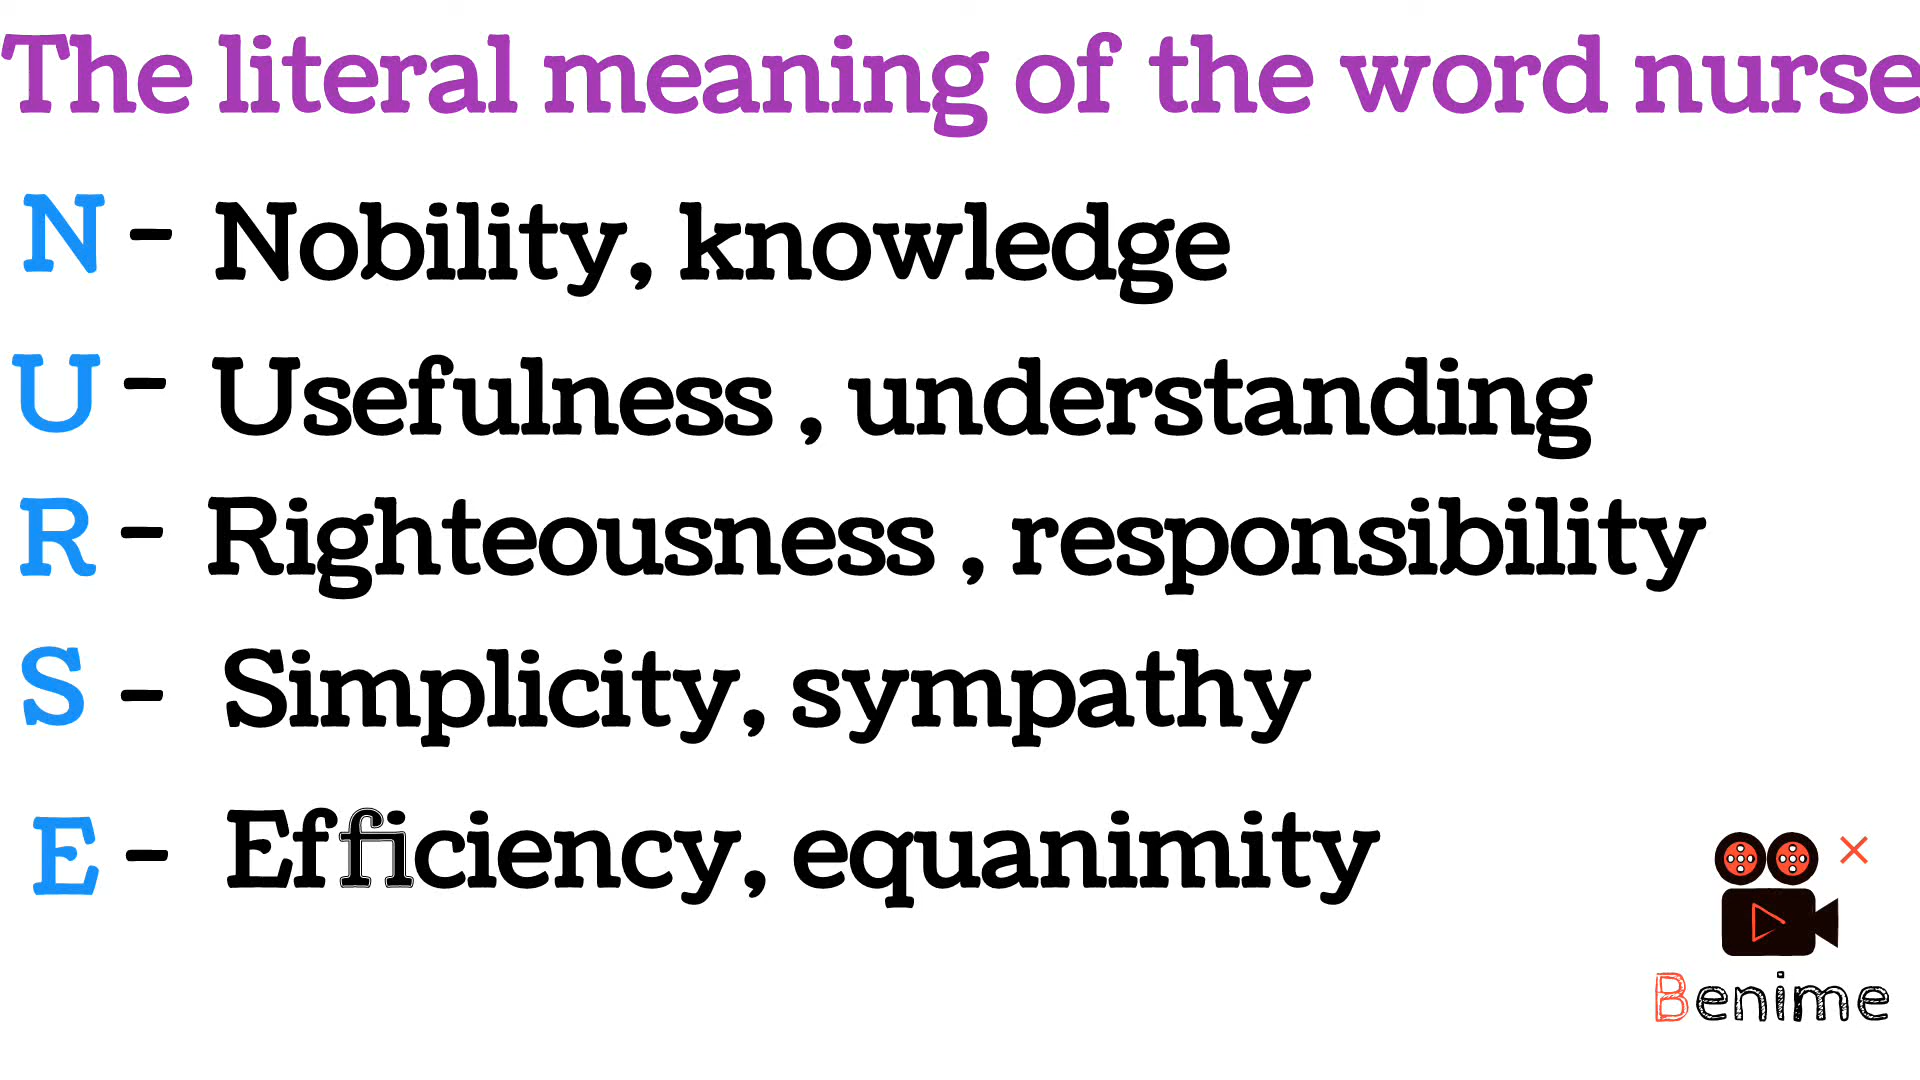 The literal meaning of the word nurse
N - Nobility, knowledge
U - Usefulness , understanding
R - Righteousness , responsibility
S - Simplicity, sympathy
E - Efficiency, equanimity
Benime